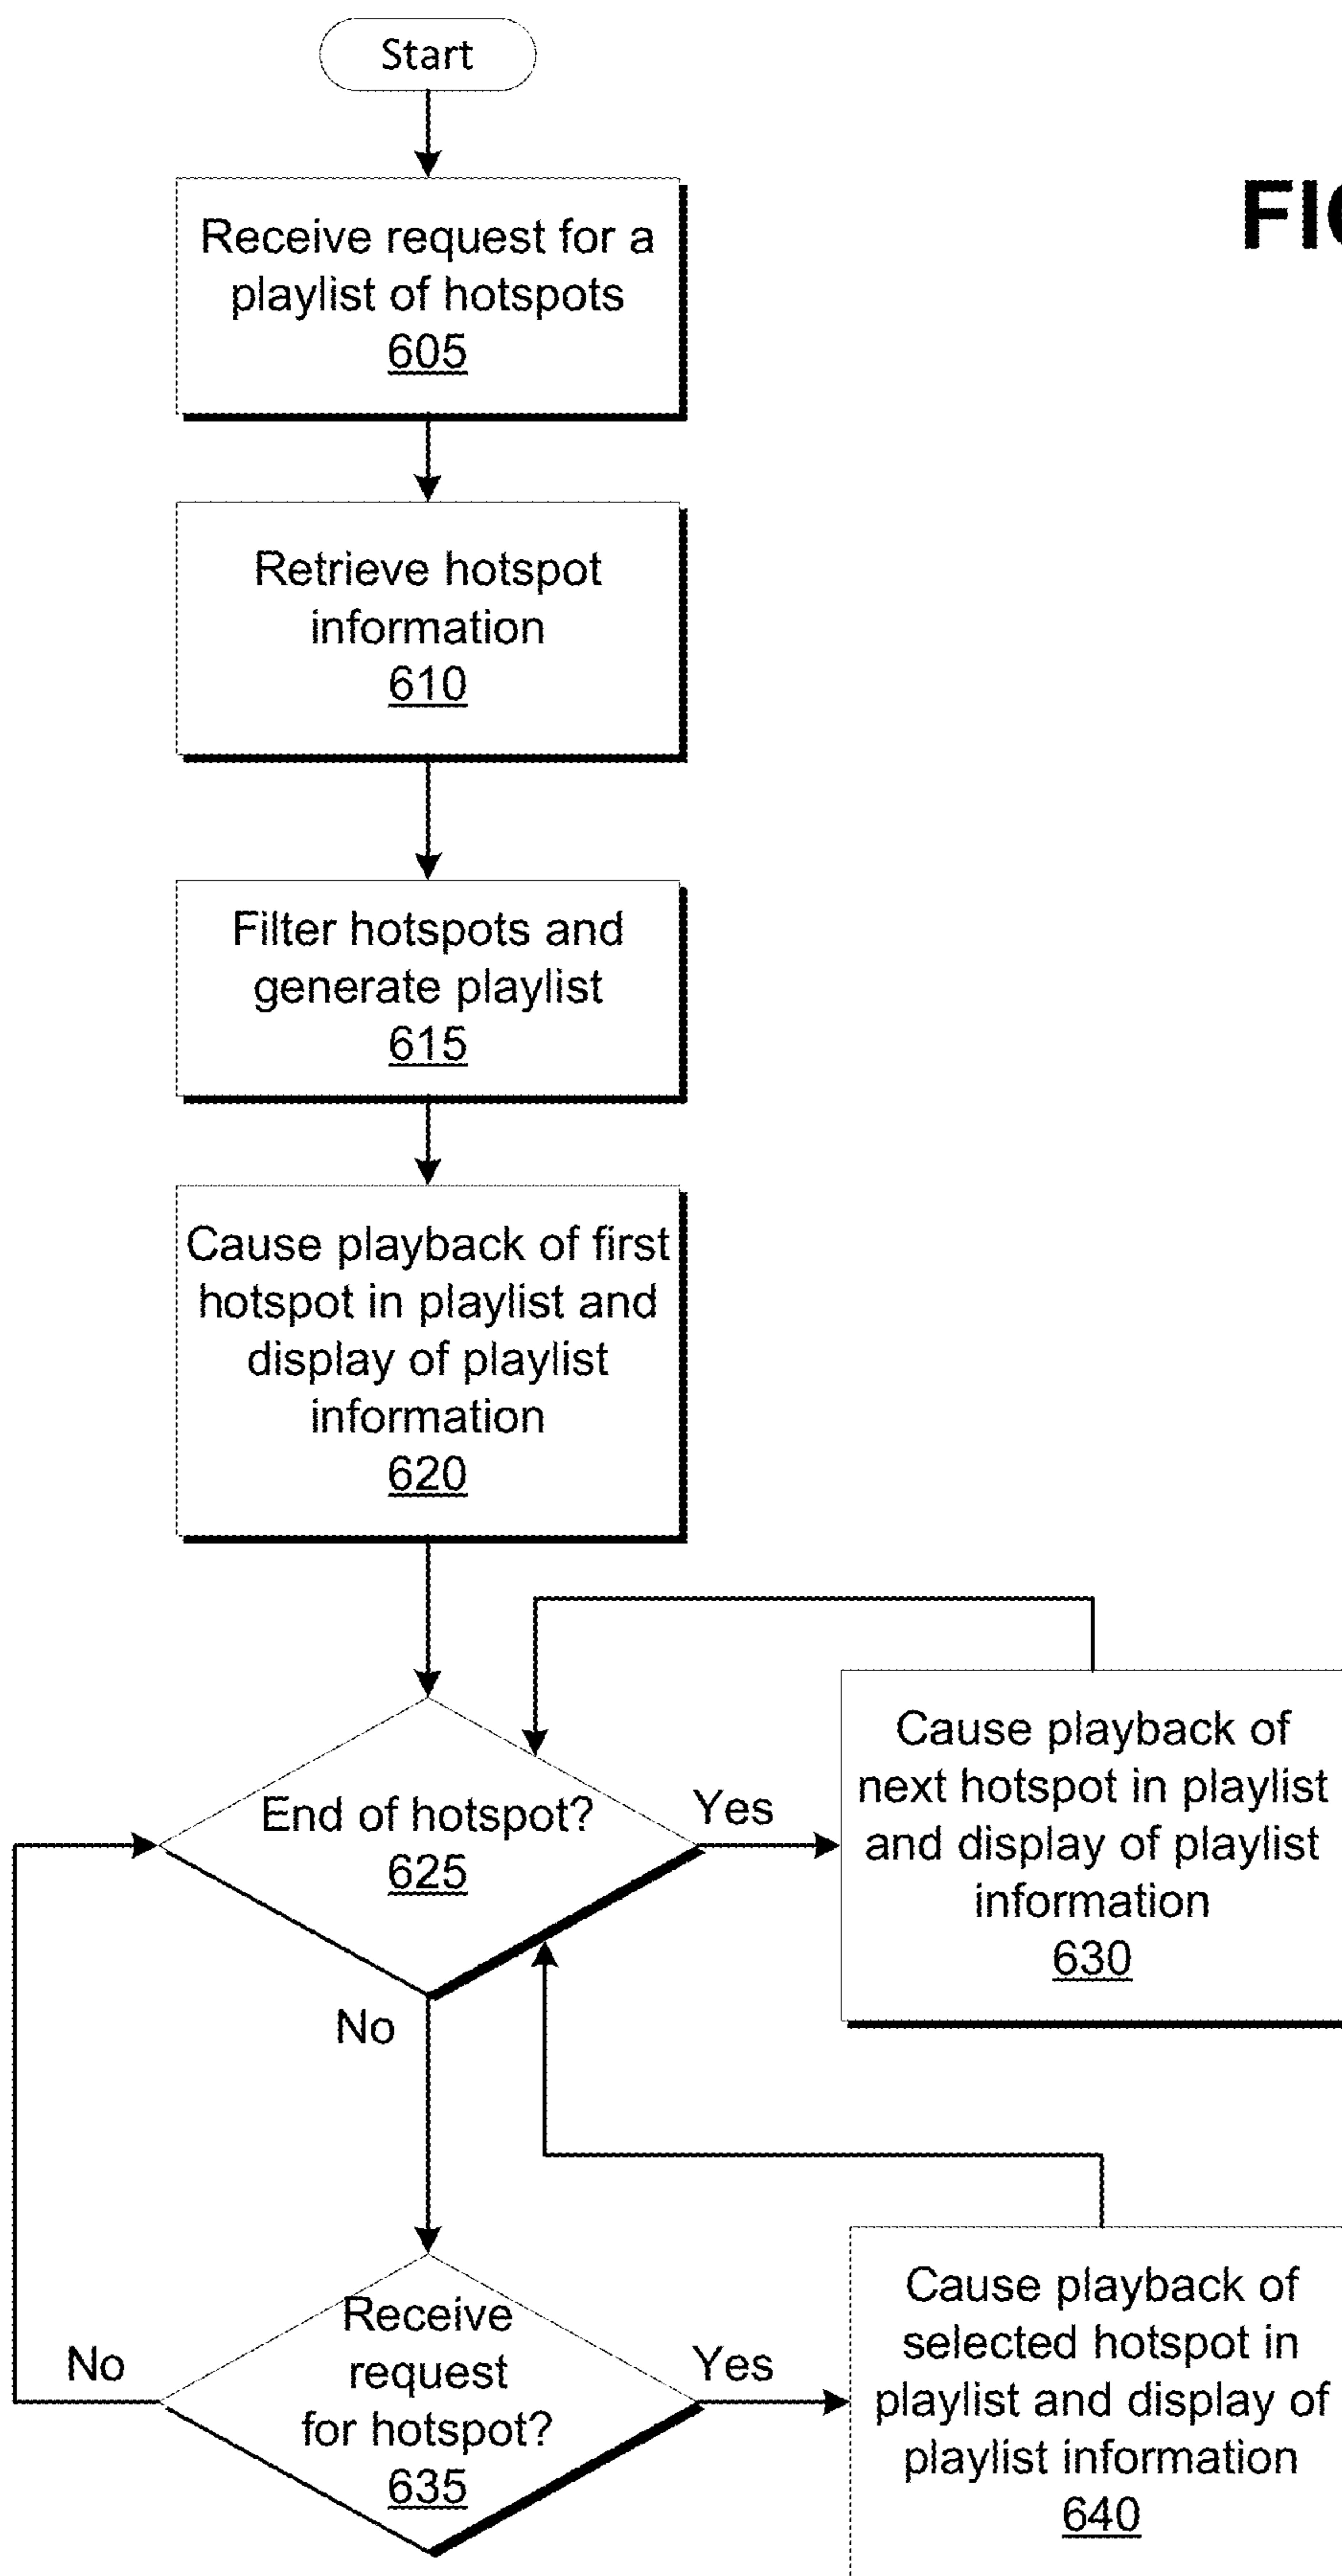 Start
FIG
Receive request for a
playlist of hotspots
605
Retrieve hotspot
information
610
Filter hotspots and
generate playlist
615
Cause playback of first
hotspot in playlist and
display of playlist
information
620
End of hotspot?
625
Yes
No
Cause playback of
next hotspot in playlist
and display of playlist
information
630
Receive
request
for hotspot?
635
No
Yes
Cause playback of
selected hotspot in
playlist and display of
playlist information
640